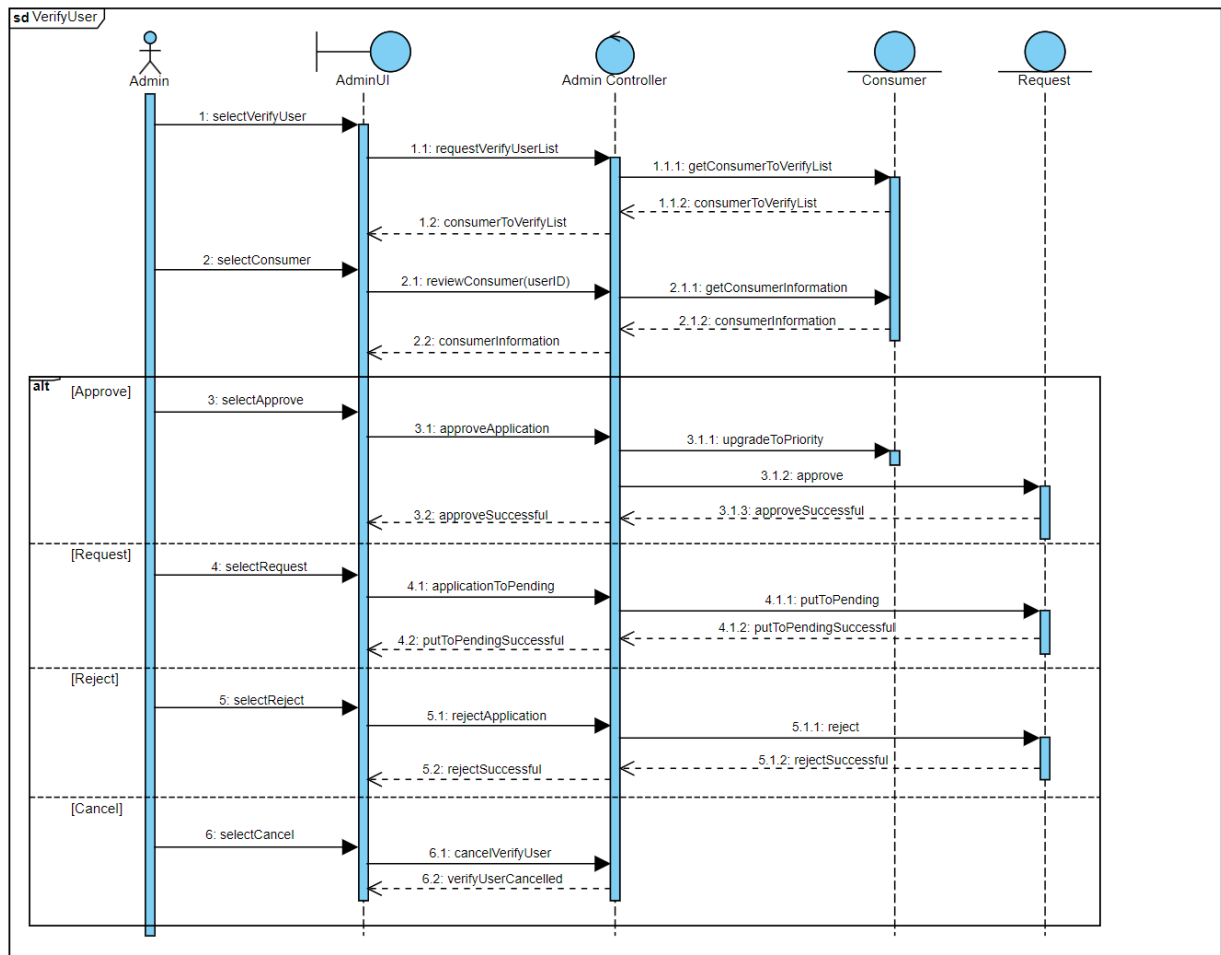 sd VerifyUser
Admin
AdminUI
Admin Controller
Consumer
Request
1: selectVerifyUser
1.1: requestVerifyUserList
1.1.1: getConsumerToVerifyList
1.1.2: consumerToVerifyList
1.2: consumerToVerifyList
2: selectConsumer
2.1: reviewConsumer(userID)
2.1.1: getConsumerInformation
2.1.2: consumerInformation
2.2: consumerInformation
alt
[Approve]
3: selectApprove
3.1: approveApplication
3.1.1: upgradeToPriority
3.1.2: approve
3.1.3: approveSuccessful
3.2: approveSuccessful
[Request]
4: selectRequest
4.1: applicationToPending
4.1.1: putToPending
4.1.2: putToPendingSuccessful
4.2: putToPendingSuccessful
[Reject]
5: selectReject
5.1: rejectApplication
5.1.1: reject
5.1.2: rejectSuccessful
5.2: rejectSuccessful
[Cancel]
6: selectCancel
6.1: cancelVerifyUser
6.2: verifyUserCancelled